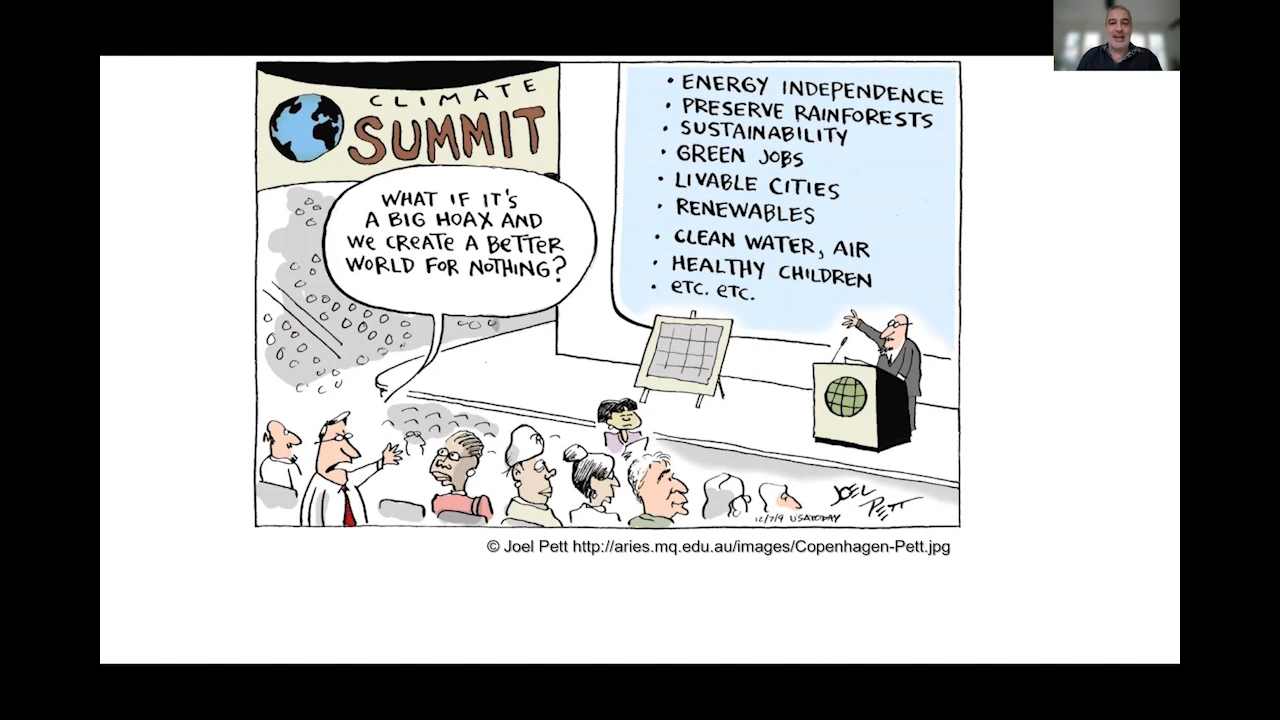 CLIMATE
SUMMIT
WHAT IF IT'S
A BIG HOAX AND
WE CREATE A BETTER
WORLD FOR NOTHING?
• ENERGY INDEPENDENCE
• PRESERVE RAINFORESTS
• SUSTAINABILITY
• GREEN JOBS
• LIVABLE CITIES
• RENEWABLES
• CLEAN WATER, AIR
• HEALTHY CHILDREN
• ETC. ETC.
JOEL
PETT
12/7/9 USA TODAY
© Joel Pett http://aries.mq.edu.au/images/Copenhagen-Pett.jpg